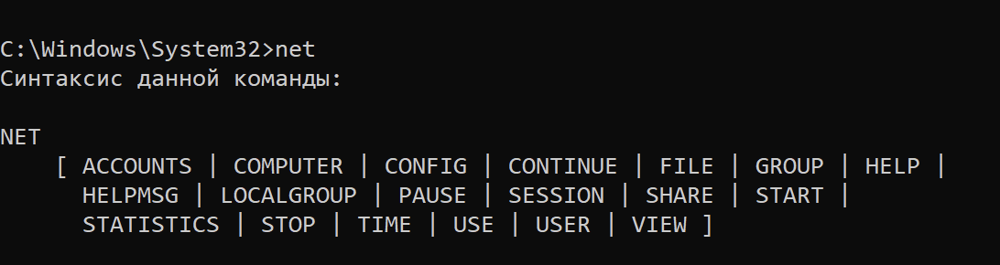 C:\Windows\System32>net
Синтаксис данной команды:
NET
[ ACCOUNTS | COMPUTER | CONFIG | CONTINUE | FILE | GROUP | HELP |
HELPMSG | LOCALGROUP | PAUSE | SESSION | SHARE | START |
STATISTICS | STOP | TIME | USE | USER | VIEW ]